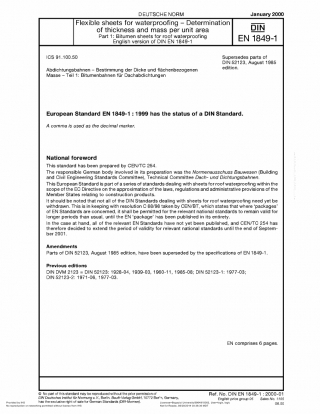 DEUTSCHE NORM
January 2000
Flexible sheets for waterproofing – Determination
of thickness and mass per unit area
Part 1: Bitumen sheets for roof waterproofing
English version of DIN EN 1849-1
DIN
EN 1849-1
ICS 91.100.50
Supersedes parts of
DIN 52123, August 1985
edition.
Abdichtungsbahnen – Bestimmung der Dicke und flächenbezogenen
Masse – Teil 1: Bitumenbahnen für Dachabdichtungen
European Standard EN 1849-1 : 1999 has the status of a DIN Standard.
A comma is used as the decimal marker.
National foreword
This standard has been prepared by CEN/TC 254.
The responsible German body involved in its preparation was the Normenausschuss Bauwesen (Building
and Civil Engineering Standards Committee), Technical Committee Dach- und Dichtungsbahnen.
This European Standard is part of a series of standards dealing with sheets for roof waterproofing within the
scope of the EC Directive on the approximation of the laws, regulations and administrative provisions of the
Member States relating to construction products.
It should be noted that not all of the DIN Standards dealing with sheets for roof waterproofing need yet be
withdrawn. This is in keeping with resolution C 88/98 taken by CEN/BT, which states that where 'packages'
of EN Standards are concerned, it shall be permitted for the relevant national standards to remain valid for
longer periods than usual, until the EN 'package' has been published in its entirety.
In the case at hand, all of the relevant EN Standards have not yet been published, and CEN/TC 254 has
therefore decided to extend the period of validity for relevant national standards until the end of Septem-
ber 2001.
Amendments
Parts of DIN 52123, August 1985 edition, have been superseded by the specifications of EN 1849-1.
Previous editions
DIN DVM 2123 = DIN 52123: 1928-04, 1939-03, 1960-11, 1985-08; DIN 52123-1: 1977-03;
DIN 52123-2: 1971-06, 1977-03.
EN comprises 6 pages.
© No part of this standard may be reproduced without the prior permission of
DIN Deutsches Institut für Normung e.V., Berlin. Beuth Verlag GmbH, 10772 Berlin, Germany,
has the exclusive right of sale for German Standards (DIN-Normen).
Ref. No. DIN EN 1849-1 : 2000-01